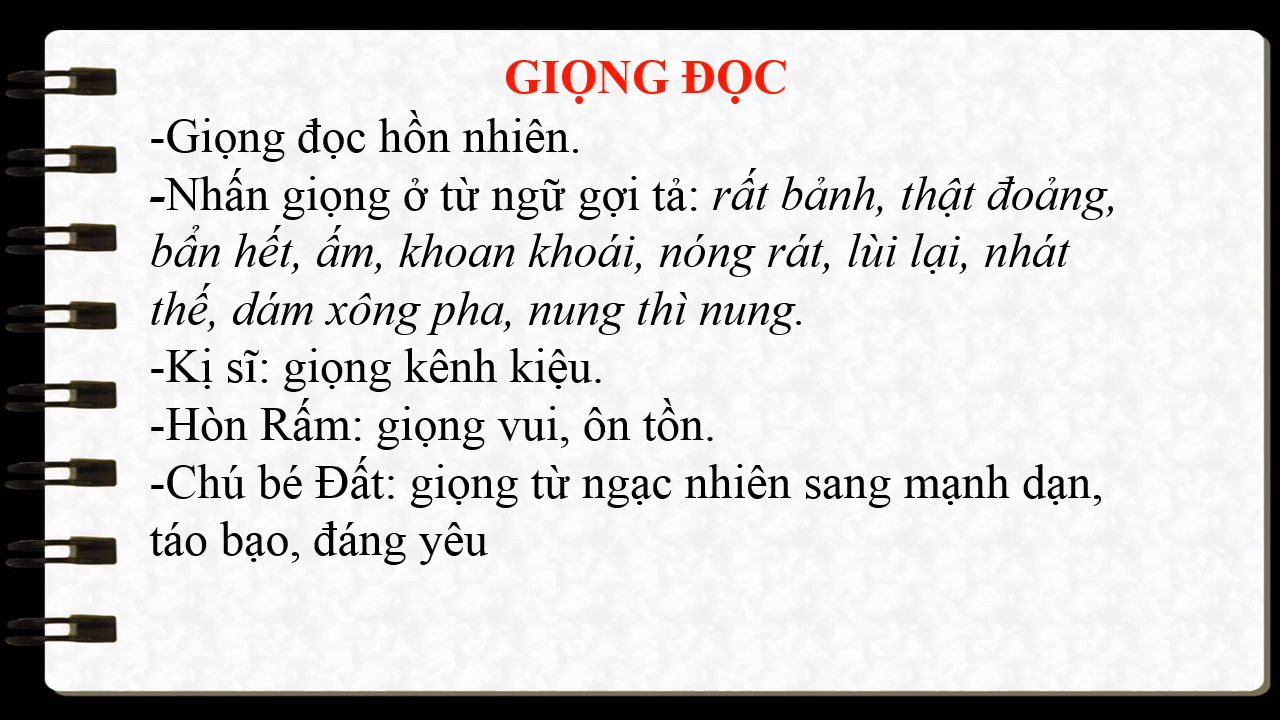 GIỌNG ĐỌC
-Giọng đọc hồn nhiên.
-Nhấn giọng ở từ ngữ gợi tả: rất bảnh, thật đoảng,
bẩn hết, ấm, khoan khoái, nóng rát, lùi lại, nhát
thế, dám xông pha, nung thì nung.
-Kị sĩ: giọng kênh kiệu.
-Hòn Rấm: giọng vui, ôn tồn.
-Chú bé Đất: giọng từ ngạc nhiên sang mạnh dạn,
táo bạo, đáng yêu